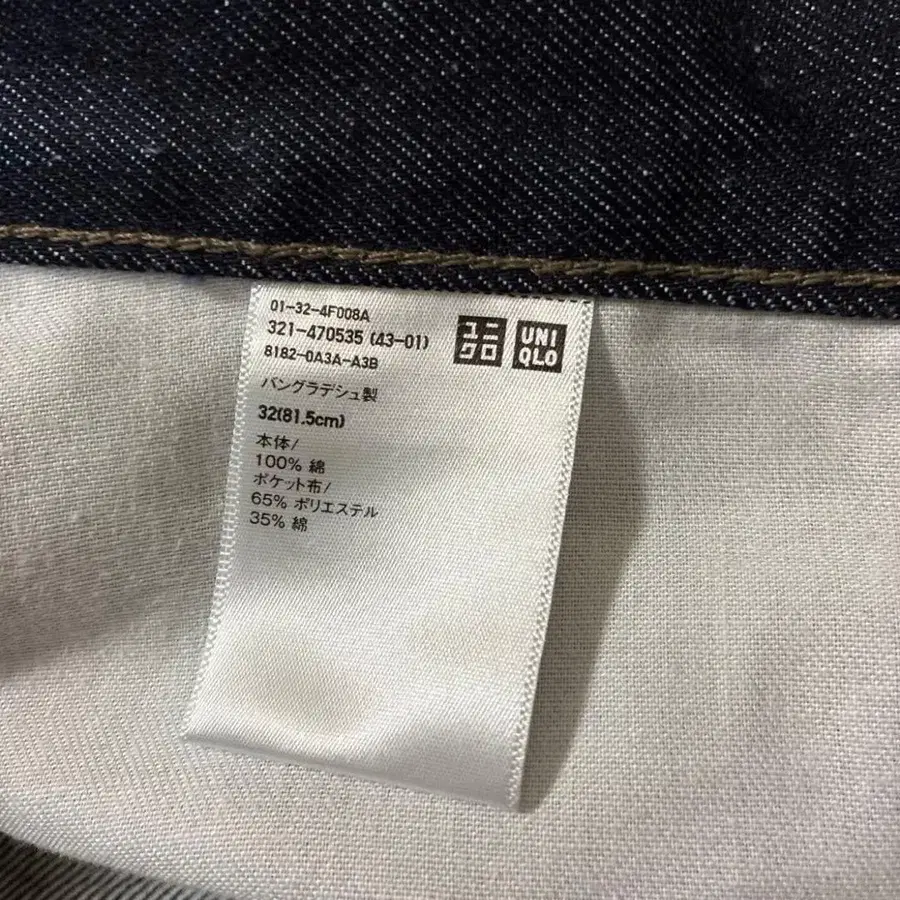 01-32-4F008A
321-470535 (43-01)
8182-0A3A-A3B
ユニ
クロ
UNI
QLO
バングラデシュ製
32(81.5cm)
本体/
100% 綿
ポケット布/
65% ポリエステル
35% 綿